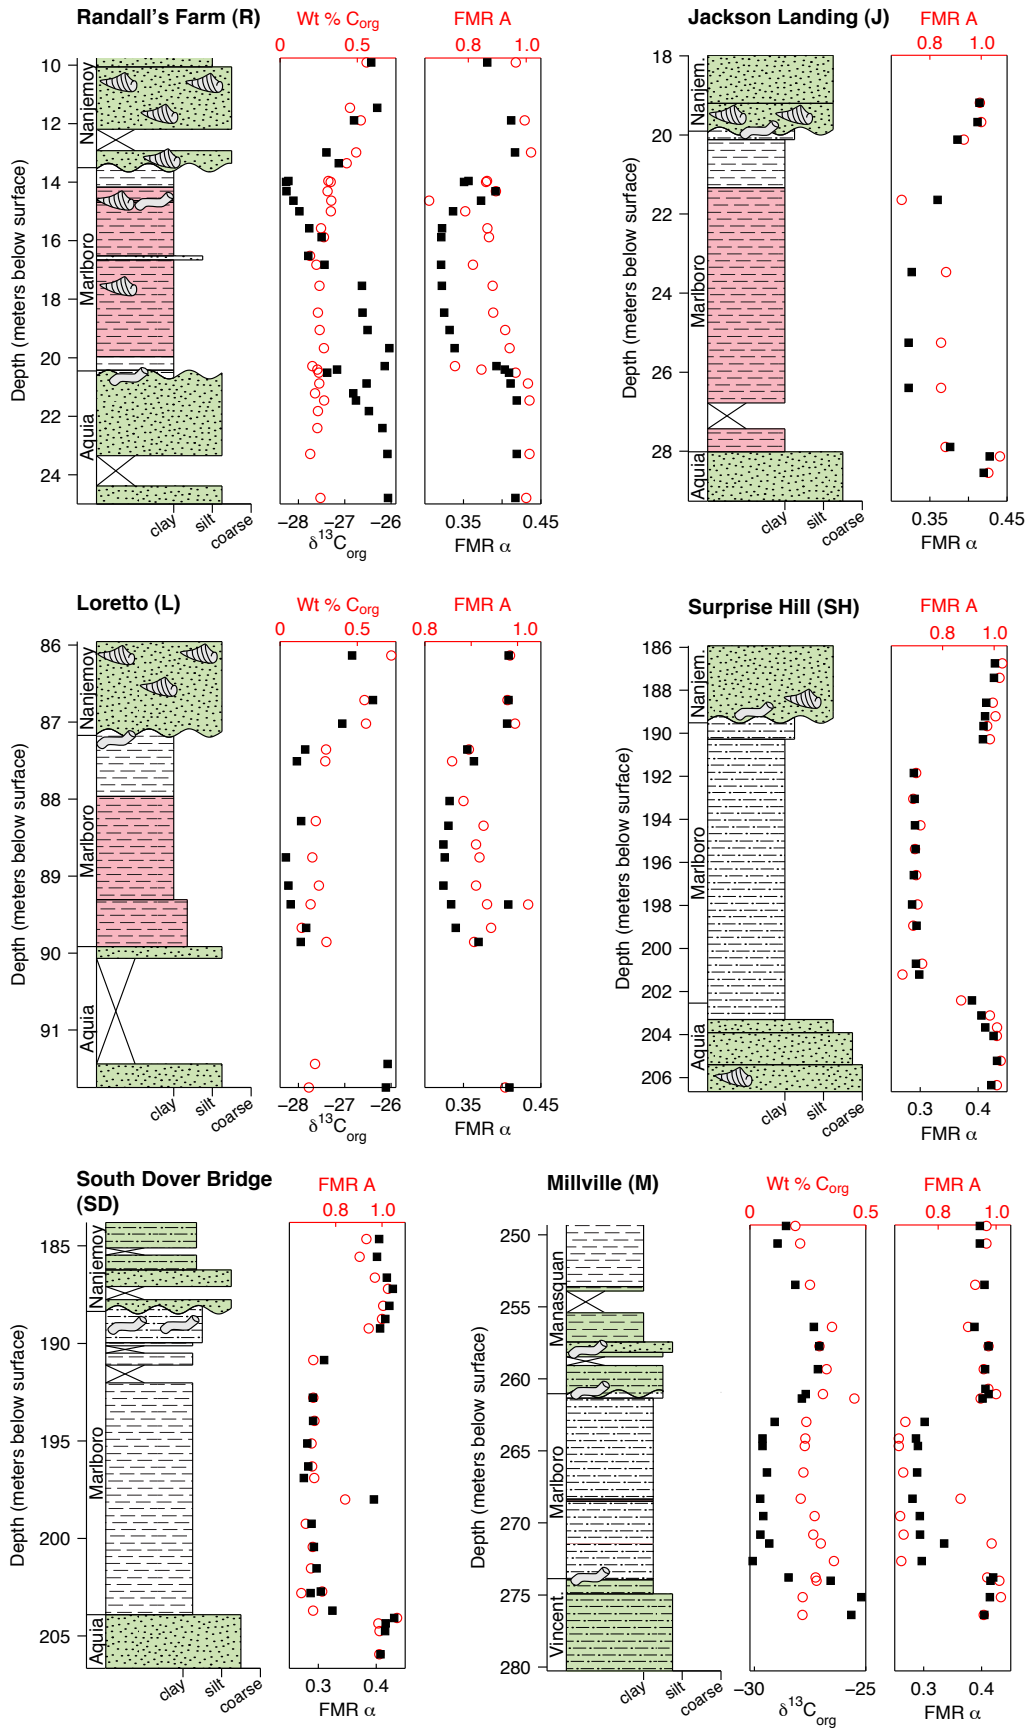 Randall's Farm (R)
Wt % Corg
FMR A
0
0.5
0.8
1.0
Depth (meters below surface)
10
12
14
16
18
20
22
24
Nanjemoy
Marlboro
Aquia
clay
silt
coarse
−28
−27
−26
δ13Corg
0.35
0.45
FMR α
Jackson Landing (J)
FMR A
0.8
1.0
Depth (meters below surface)
18
20
22
24
26
28
Nanjem.
Marlboro
Aquia
clay
silt
coarse
0.35
0.45
FMR α
Loretto (L)
Wt % Corg
FMR A
0
0.5
0.8
1.0
Depth (meters below surface)
86
87
88
89
90
91
Nanjemoy
Marlboro
Aquia
clay
silt
coarse
−28
−27
−26
δ13Corg
0.35
0.45
FMR α
Surprise Hill (SH)
FMR A
0.8
1.0
Depth (meters below surface)
186
188
190
192
194
196
198
200
202
204
206
Nanjem.
Marlboro
Aquia
clay
silt
coarse
0.3
0.4
FMR α
South Dover Bridge
(SD)
FMR A
0.8
1.0
Depth (meters below surface)
185
190
195
200
205
Nanjemoy
Marlboro
Aquia
clay
silt
coarse
0.3
0.4
FMR α
Millville (M)
Wt % Corg
FMR A
0
0.5
0.8
1.0
Depth (meters below surface)
250
255
260
265
270
275
280
Manasquan
Marlboro
Vincent.
clay
silt
coarse
−30
−25
δ13Corg
0.3
0.4
FMR α